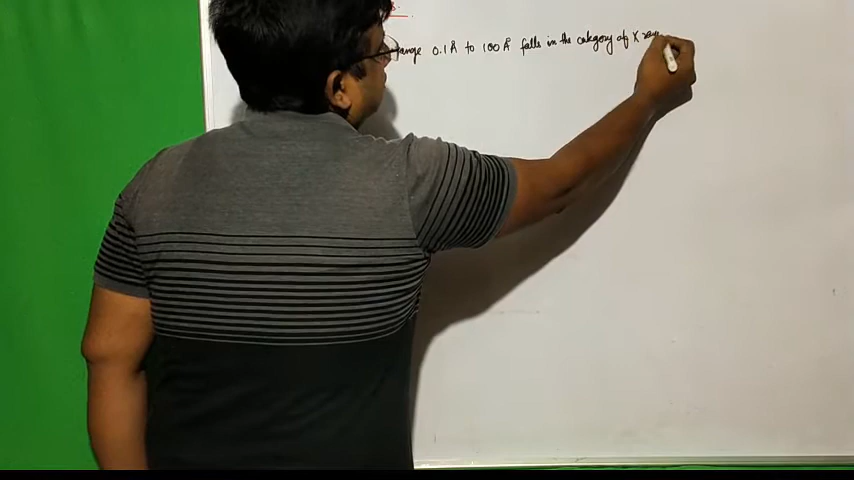 range 0.1 Å to 100 Å falls in the category of X rays